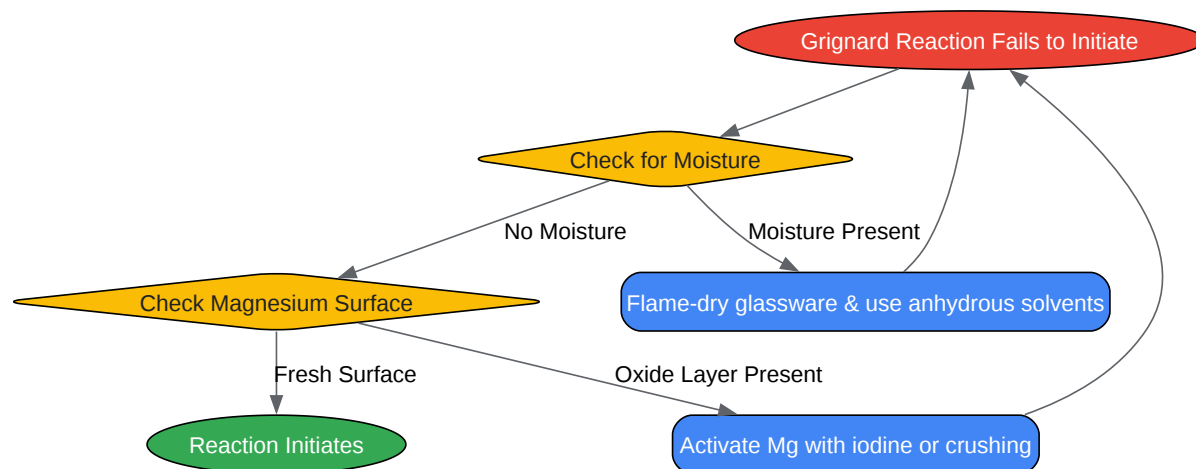 Grignard Reaction Fails to Initiate
Check for Moisture
No Moisture
Moisture Present
Check Magnesium Surface
Flame-dry glassware & use anhydrous solvents
Fresh Surface
Oxide Layer Present
Reaction Initiates
Activate Mg with iodine or crushing